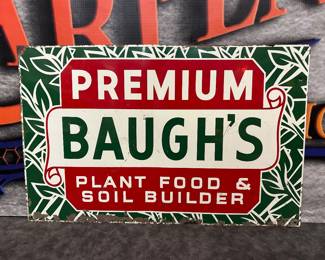 PREMIUM
BAUGH'S
PLANT FOOD &
SOIL BUILDER